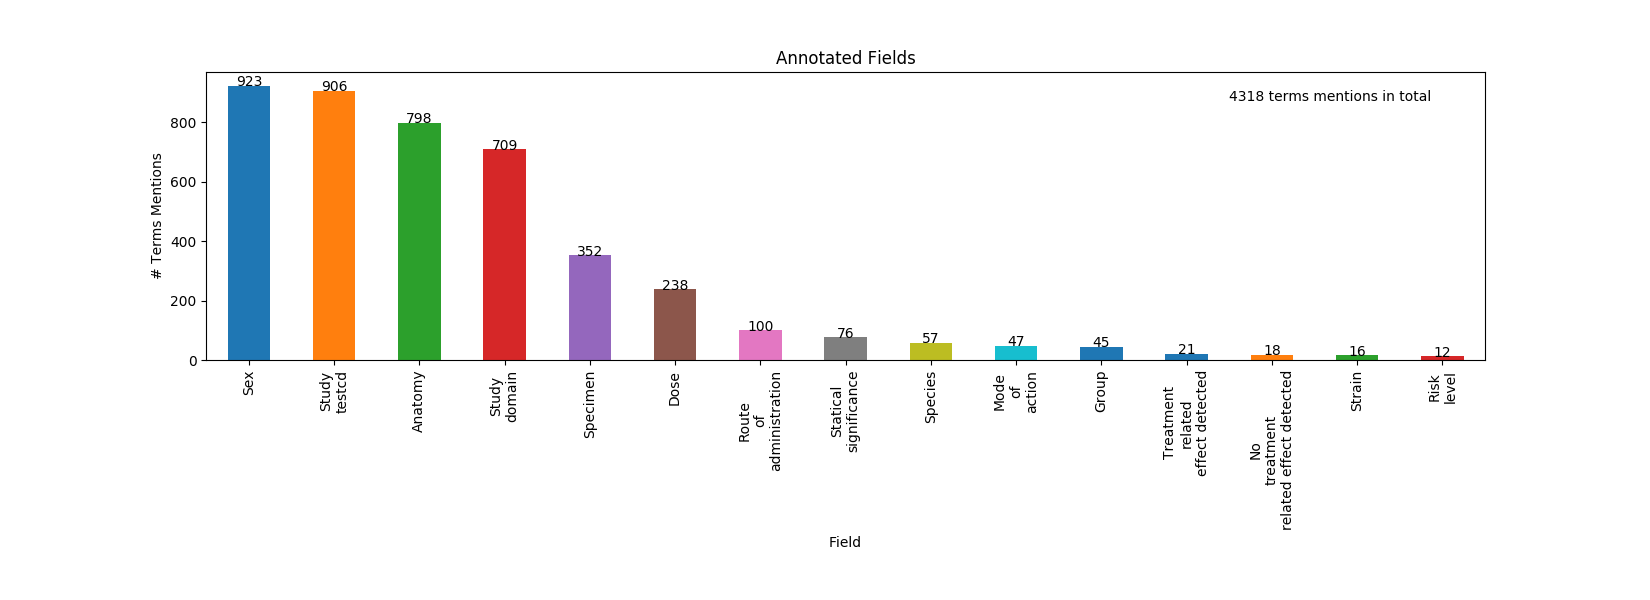 Annotated Fields
4318 terms mentions in total
# Terms Mentions
800
600
400
200
0
923
906
798
709
352
238
100
76
57
47
45
21
18
16
12
Sex
Study
testcd
Anatomy
Study
domain
Specimen
Dose
Route
of
administration
Statical
significance
Species
Mode
of
action
Group
Treatment
related
effect detected
No
treatment
related effect detected
Strain
Risk
level
Field